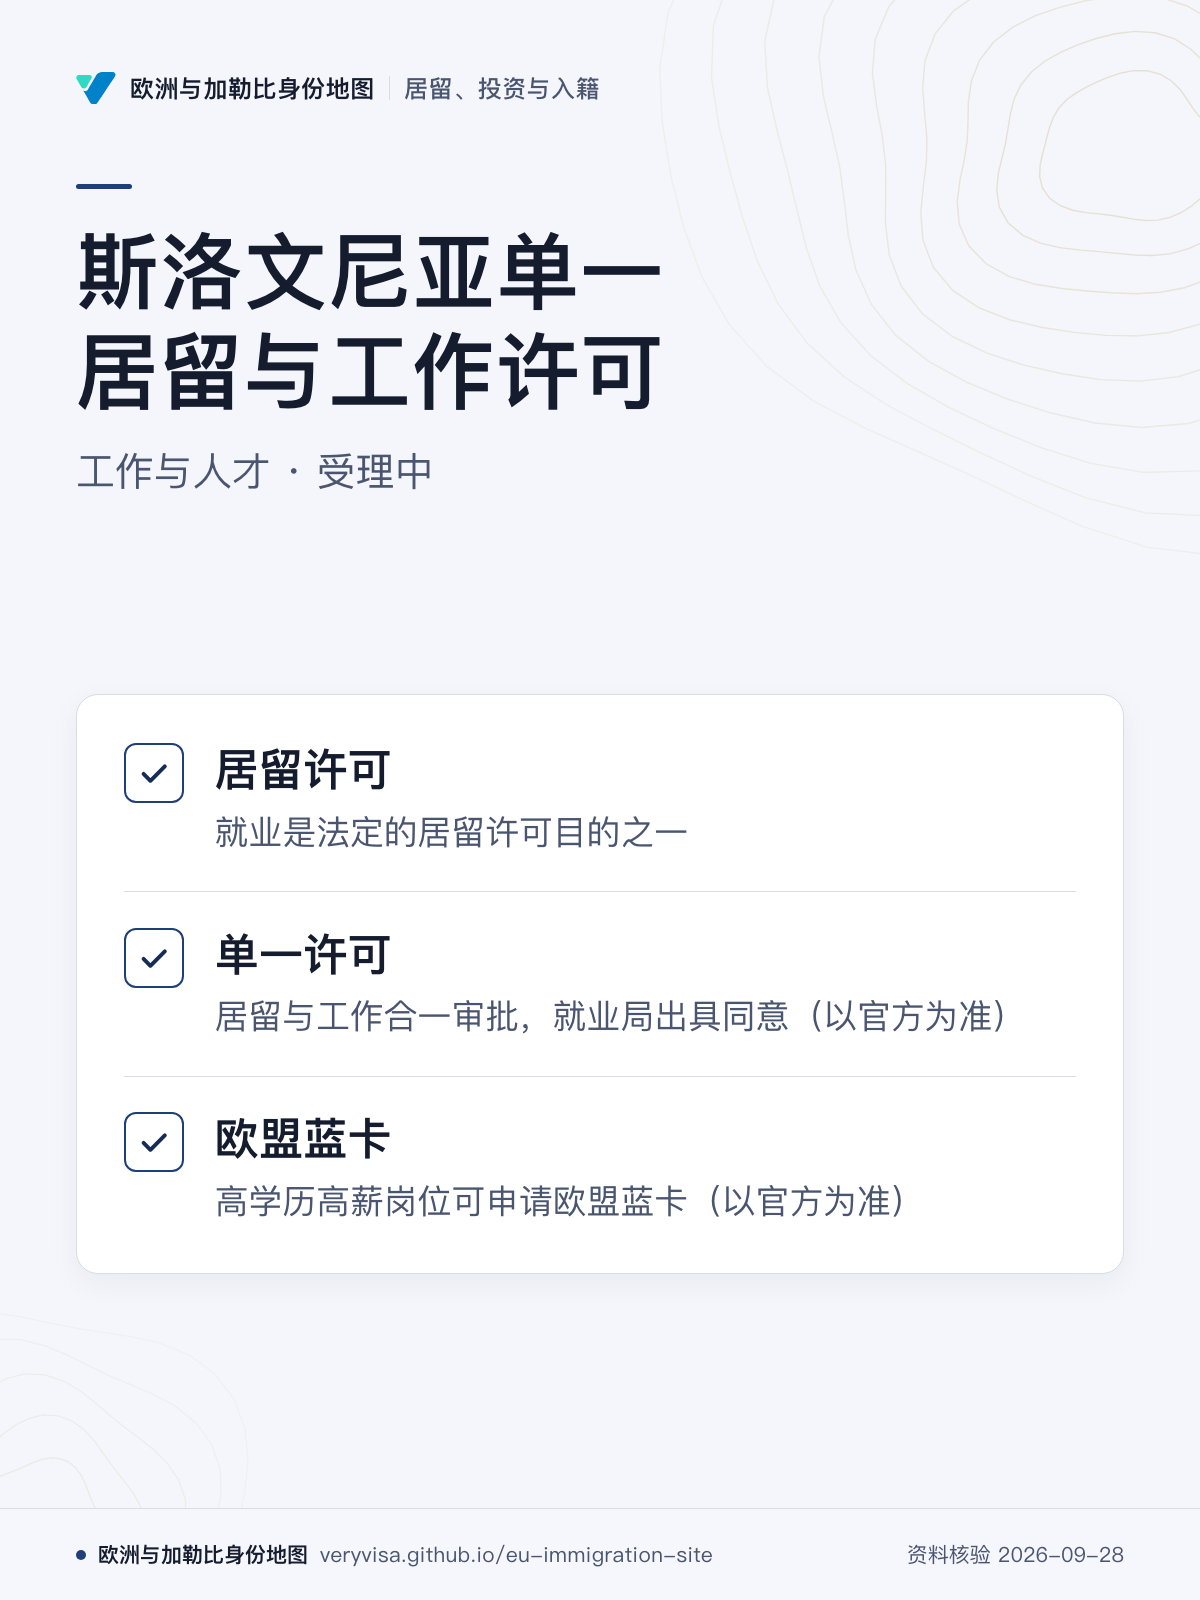 欧洲与加勒比身份地图 居留、投资与入籍
斯洛文尼亚单一
居留与工作许可
工作与人才 · 受理中
居留许可
就业是法定的居留许可目的之一
单一许可
居留与工作合一审批，就业局出具同意（以官方为准）
欧盟蓝卡
高学历高薪岗位可申请欧盟蓝卡（以官方为准）
欧洲与加勒比身份地图 veryvisa.github.io/eu-immigration-site 资料核验 2026-09-28